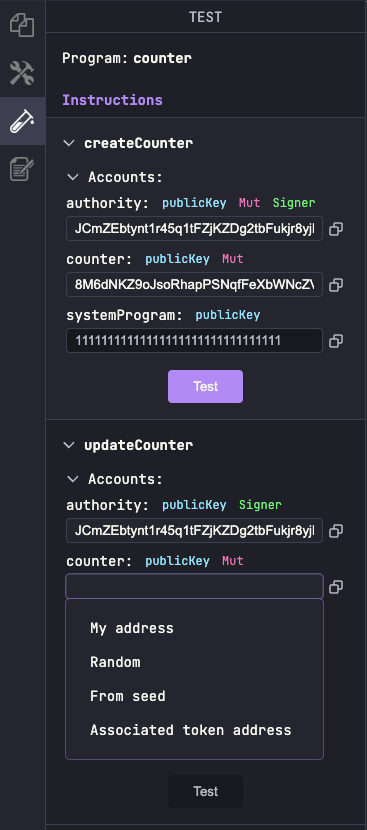 TEST
Program: counter
Instructions
createCounter
Accounts:
authority: publicKey Mut Signer
JCmZEbtynt1r45q1tFZjKZDg2tbFukjr8yjl
counter: publicKey Mut
8M6dNKZ9oJsoRhapPSNqfFeXbWNcZV
systemProgram: publicKey
11111111111111111111111111111111
Test
updateCounter
Accounts:
authority: publicKey Signer
JCmZEbtynt1r45q1tFZjKZDg2tbFukjr8yjl
counter: publicKey Mut
My address
Random
From seed
Associated token address
Test